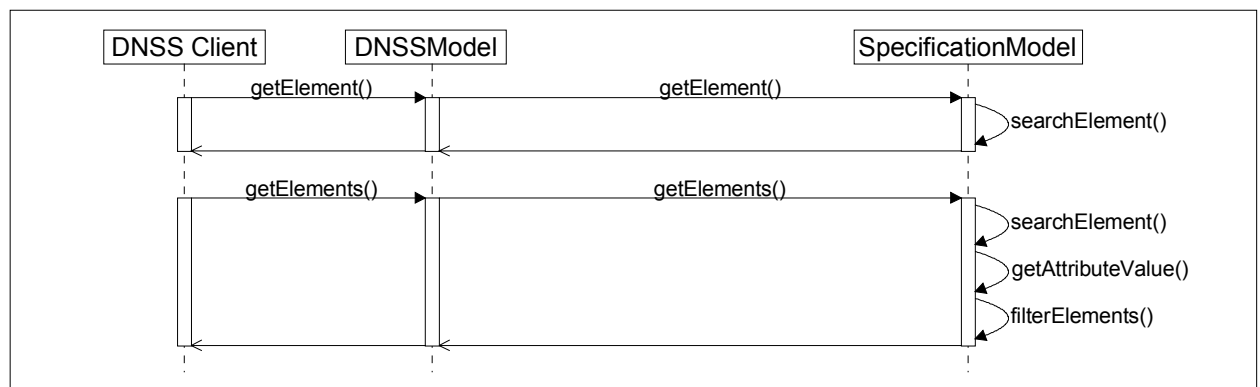 DNSS Client
DNSSModel
SpecificationModel
getElement()
getElement()
searchElement()
getElements()
getElements()
searchElement()
getAttributeValue()
filterElements()